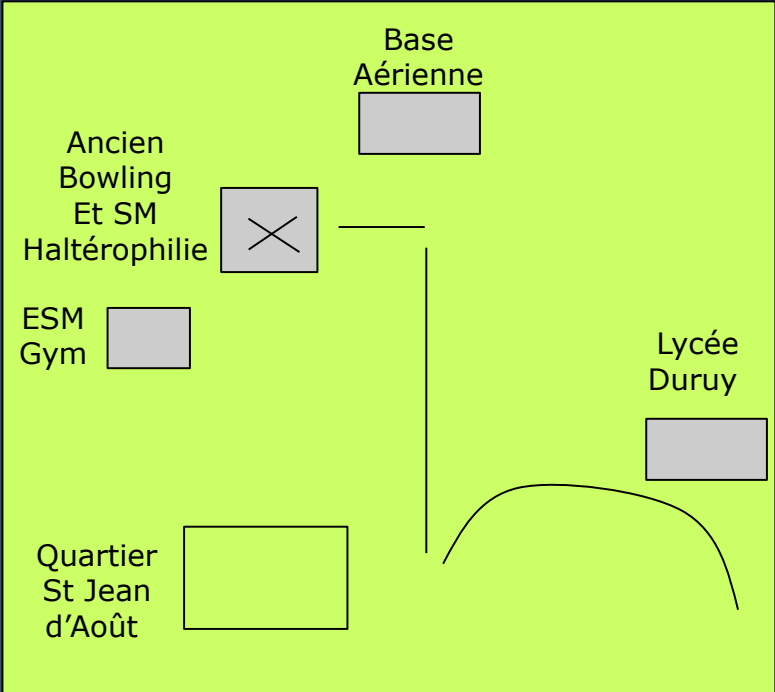 Base
Aérienne
Ancien
Bowling
Et SM
Haltérophilie
ESM
Gym
Lycée
Duruy
Quartier
St Jean
d'Août